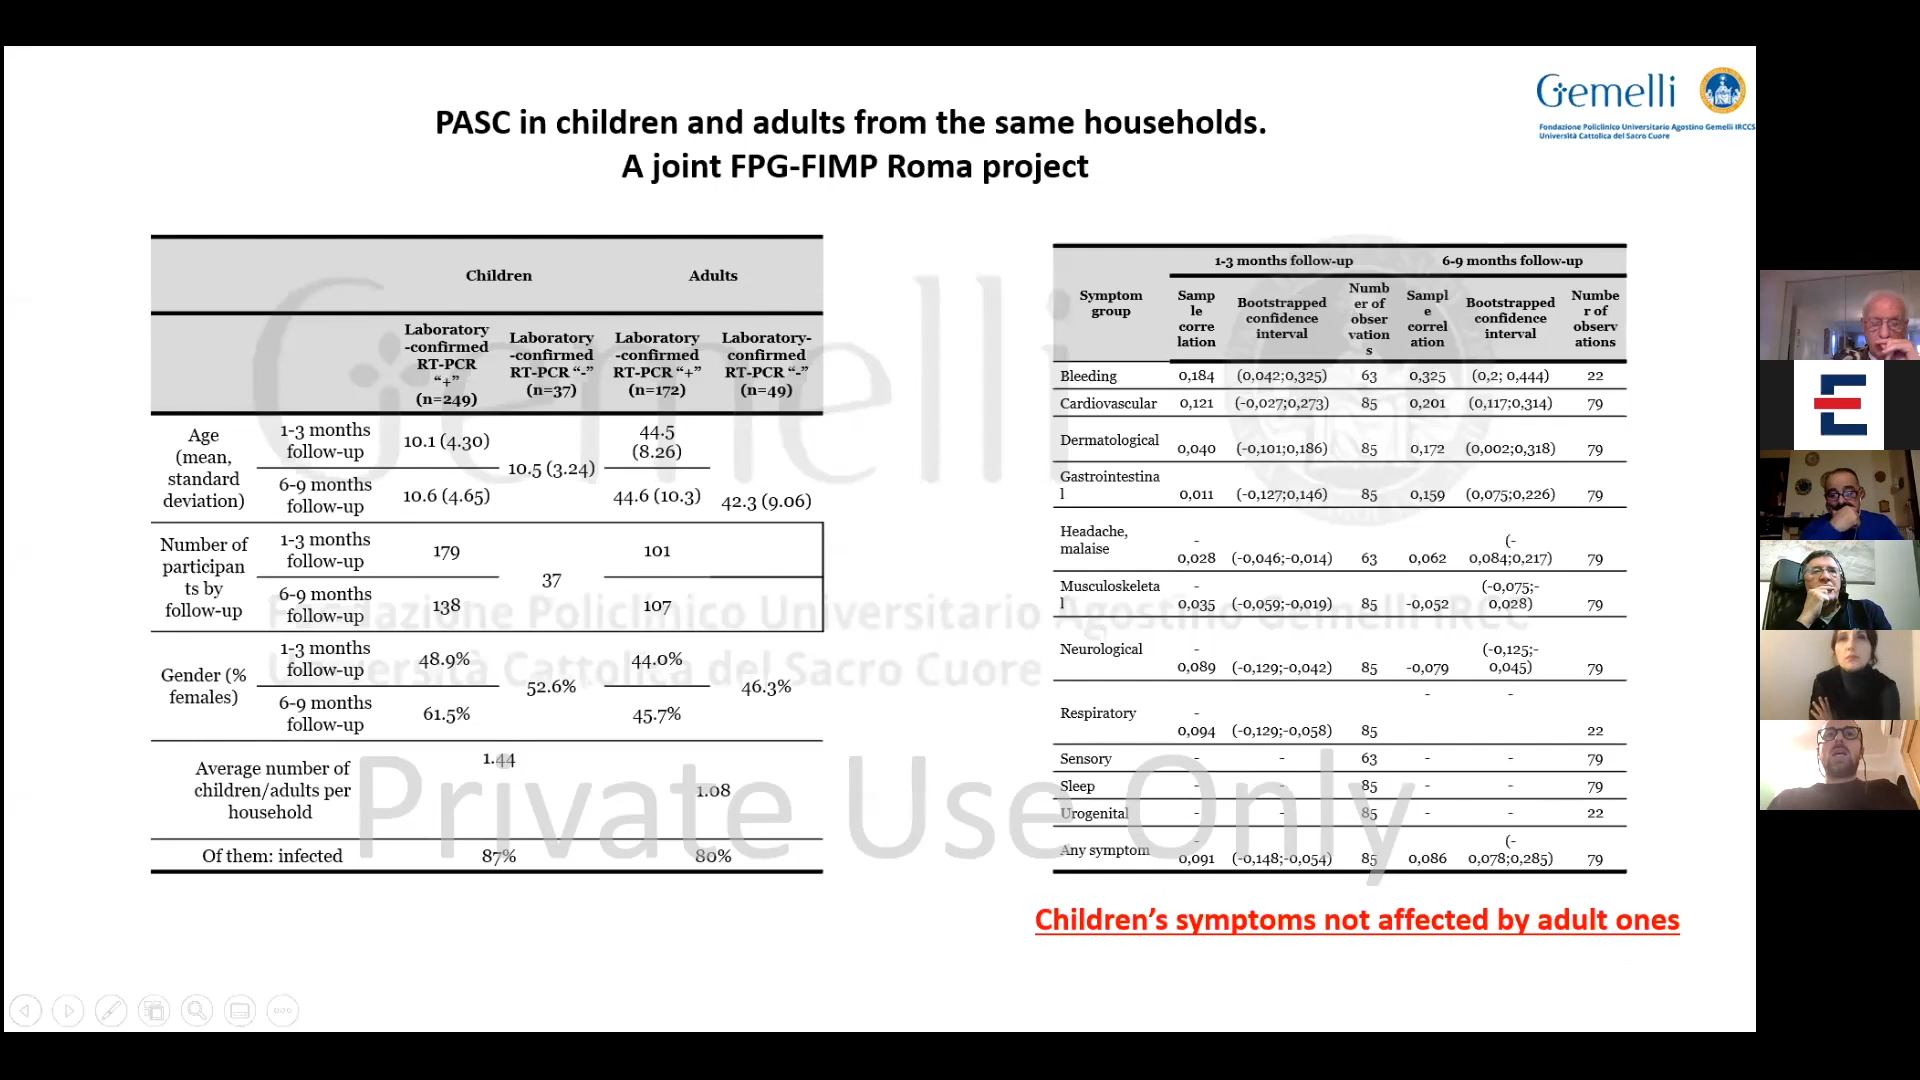 Gemelli
Fondazione Policlinico Universitario Agostino Gemelli IRCCS
Università Cattolica del Sacro Cuore
PASC in children and adults from the same households.
A joint FPG-FIMP Roma project
Children Adults
Laboratory-confirmed RT-PCR “+” (n=249) Laboratory-confirmed RT-PCR “-” (n=37) Laboratory-confirmed RT-PCR “+” (n=172) Laboratory-confirmed RT-PCR “-” (n=49)
Age (mean, standard deviation) 1-3 months follow-up 10.1 (4.30) 10.5 (3.24) 44.5 (8.26) 42.3 (9.06)
6-9 months follow-up 10.6 (4.65) 44.6 (10.3)
Number of participants by follow-up 1-3 months follow-up 179 37 101
6-9 months follow-up 138 107
Gender (% females) 1-3 months follow-up 48.9% 52.6% 44.0% 46.3%
6-9 months follow-up 61.5% 45.7%
Average number of children/adults per household 1.44 1.08
Of them: infected 87% 80%
1-3 months follow-up 6-9 months follow-up
Symptom group Sample correlation Bootstrapped confidence interval Number of observations Sample correlation Bootstrapped confidence interval Number of observations
Bleeding 0,184 (0,042;0,325) 63 0,325 (0,2; 0,444) 22
Cardiovascular 0,121 (-0,027;0,273) 85 0,201 (0,117;0,314) 79
Dermatological 0,040 (-0,101;0,186) 85 0,172 (0,002;0,318) 79
Gastrointestinal 0,011 (-0,127;0,146) 85 0,159 (0,075;0,226) 79
Headache, malaise -0,028 (-0,046;-0,014) 63 0,062 (-0,084;0,217) 79
Musculoskeletal -0,035 (-0,059;-0,019) 85 -0,052 (-0,075;-0,028) 79
Neurological -0,089 (-0,129;-0,042) 85 -0,079 (-0,125;-0,045) 79
Respiratory -0,094 (-0,129;-0,058) 85 - - 22
Sensory - - 63 - - 79
Sleep - - 85 - - 79
Urogenital - - 85 - - 22
Any symptom -0,091 (-0,148;-0,054) 85 0,086 (-0,078;0,285) 79
Children’s symptoms not affected by adult ones
Gemelli
Fondazione Policlinico Universitario Agostino Gemelli IRCC
Università Cattolica del Sacro Cuore
Private Use Only